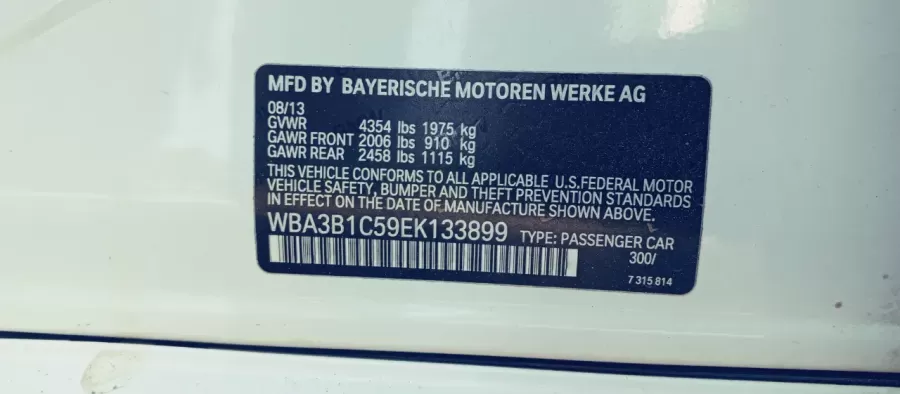 MFD BY BAYERISCHE MOTOREN WERKE AG
08/13
GVWR 4354 lbs 1975 kg
GAWR FRONT 2006 lbs 910 kg
GAWR REAR 2458 lbs 1115 kg
THIS VEHICLE CONFORMS TO ALL APPLICABLE U.S.FEDERAL MOTOR
VEHICLE SAFETY, BUMPER AND THEFT PREVENTION STANDARDS
IN EFFECT ON THE DATE OF MANUFACTURE SHOWN ABOVE.
WBA3B1C59EK133899 TYPE: PASSENGER CAR
300/
7 315 814